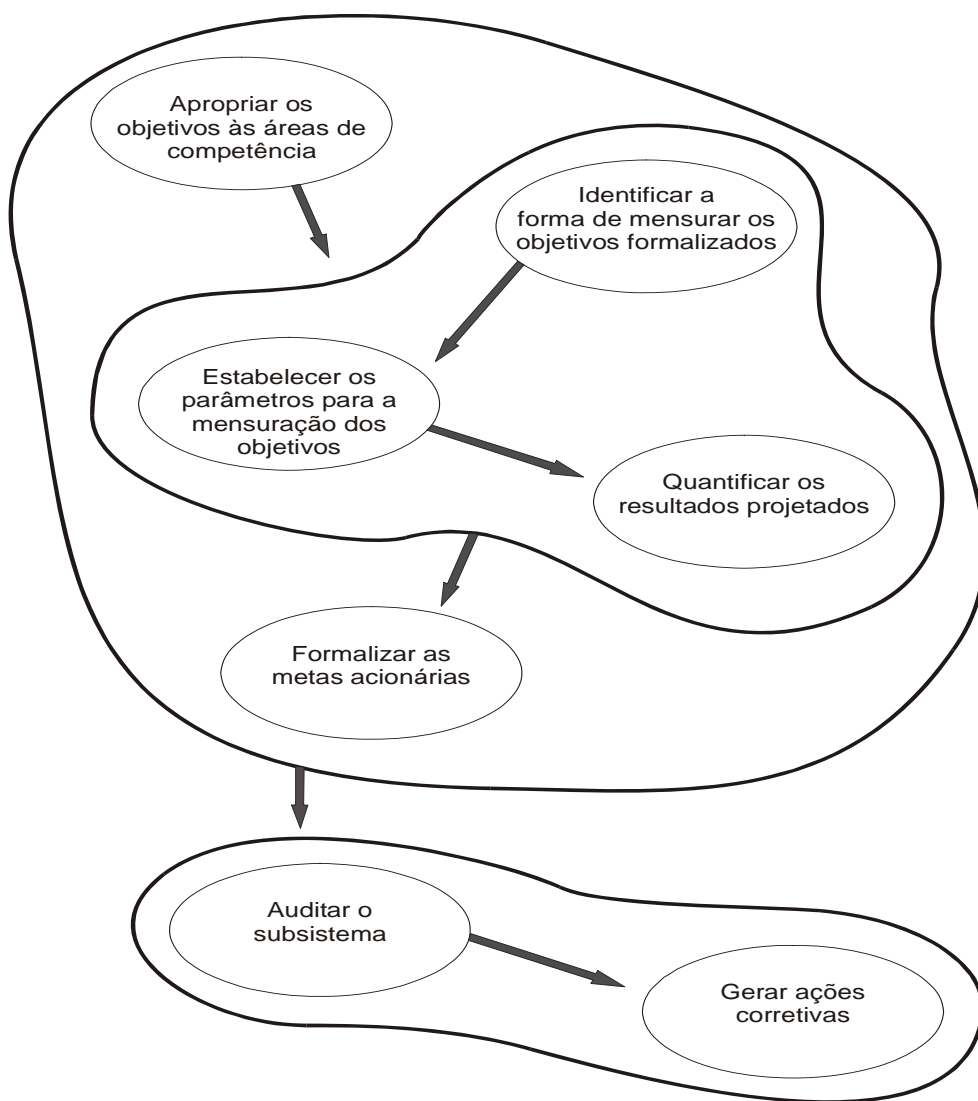 Apropriar os
objetivos às áreas de
competência
Identificar a
forma de mensurar os
objetivos formalizados
Estabelecer os
parâmetros para a
mensuração dos
objetivos
Quantificar os
resultados projetados
Formalizar as
metas acionárias
Auditar o
subsistema
Gerar ações
corretivas